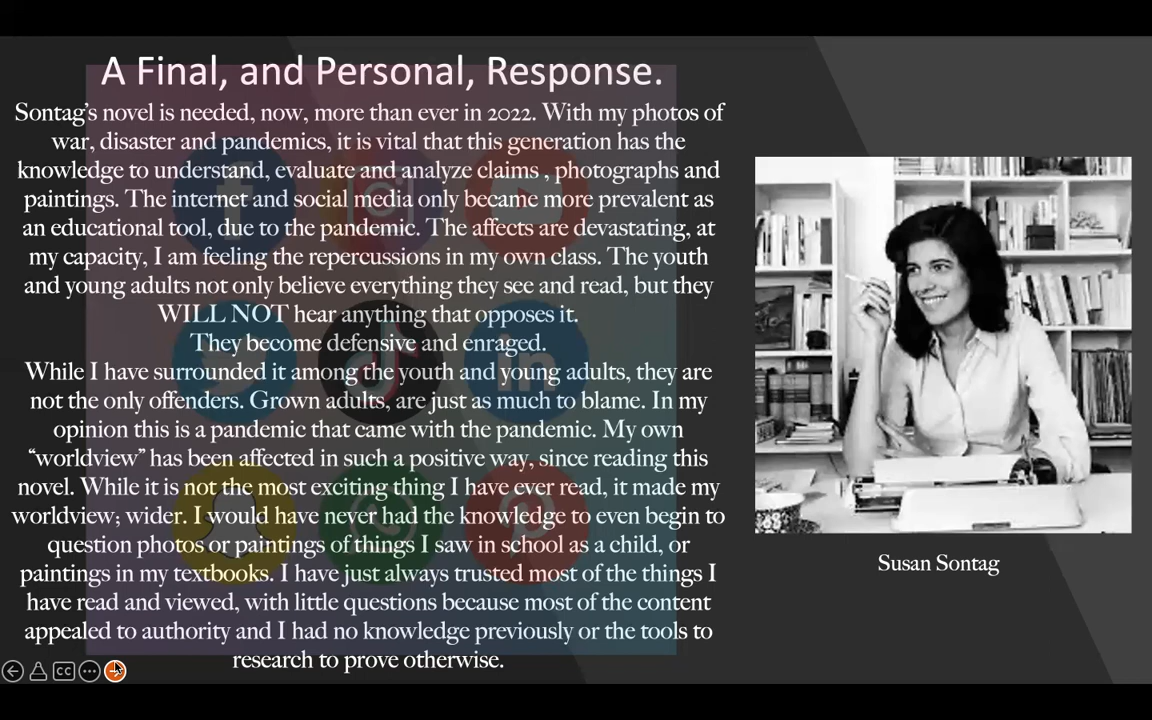 A Final, and Personal, Response.
Sontag's novel is needed, now, more than ever in 2022. With my photos of
war, disaster and pandemics, it is vital that this generation has the
knowledge to understand, evaluate and analyze claims , photographs and
paintings. The internet and social media only became more prevalent as
an educational tool, due to the pandemic. The affects are devastating, at
my capacity, I am feeling the repercussions in my own class. The youth
and young adults not only believe everything they see and read, but they
WILL NOT hear anything that opposes it.
They become defensive and enraged.
While I have surrounded it among the youth and young adults, they are
not the only offenders. Grown adults, are just as much to blame. In my
opinion this is a pandemic that came with the pandemic. My own
“worldview” has been affected in such a positive way, since reading this
novel. While it is not the most exciting thing I have ever read, it made my
worldview; wider. I would have never had the knowledge to even begin to
question photos or paintings of things I saw in school as a child, or
paintings in my textbooks. I have just always trusted most of the things I
have read and viewed, with little questions because most of the content
appealed to authority and I had no knowledge previously or the tools to
research to prove otherwise.
Susan Sontag
CC